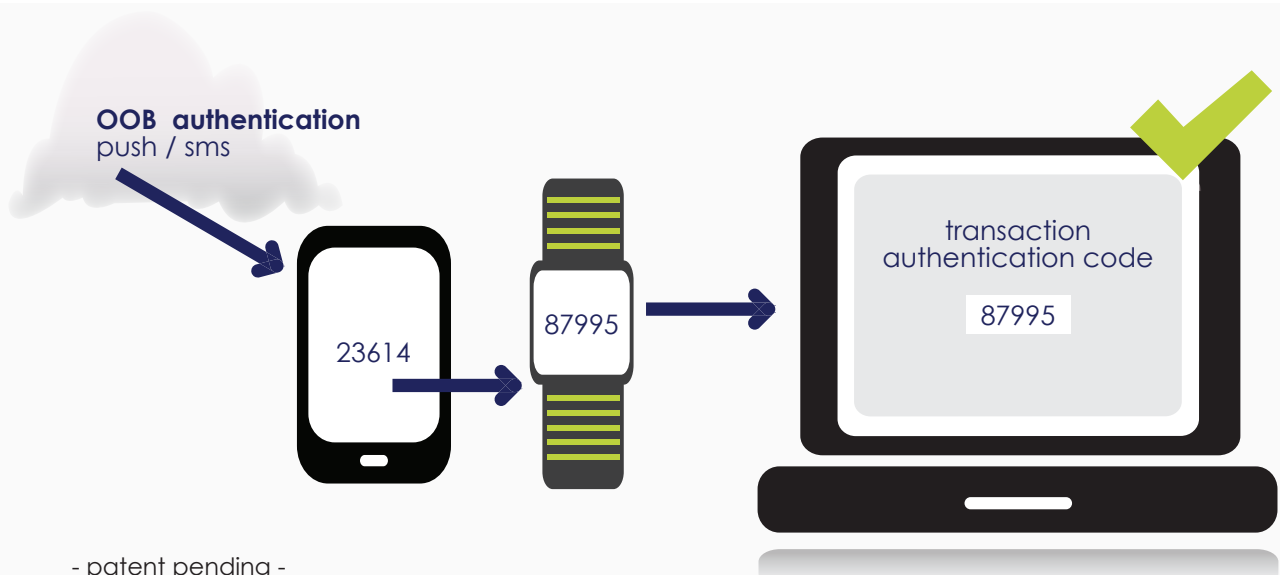 OOB authentication
push / sms
23614
87995
transaction
authentication code
87995
- patent pending -